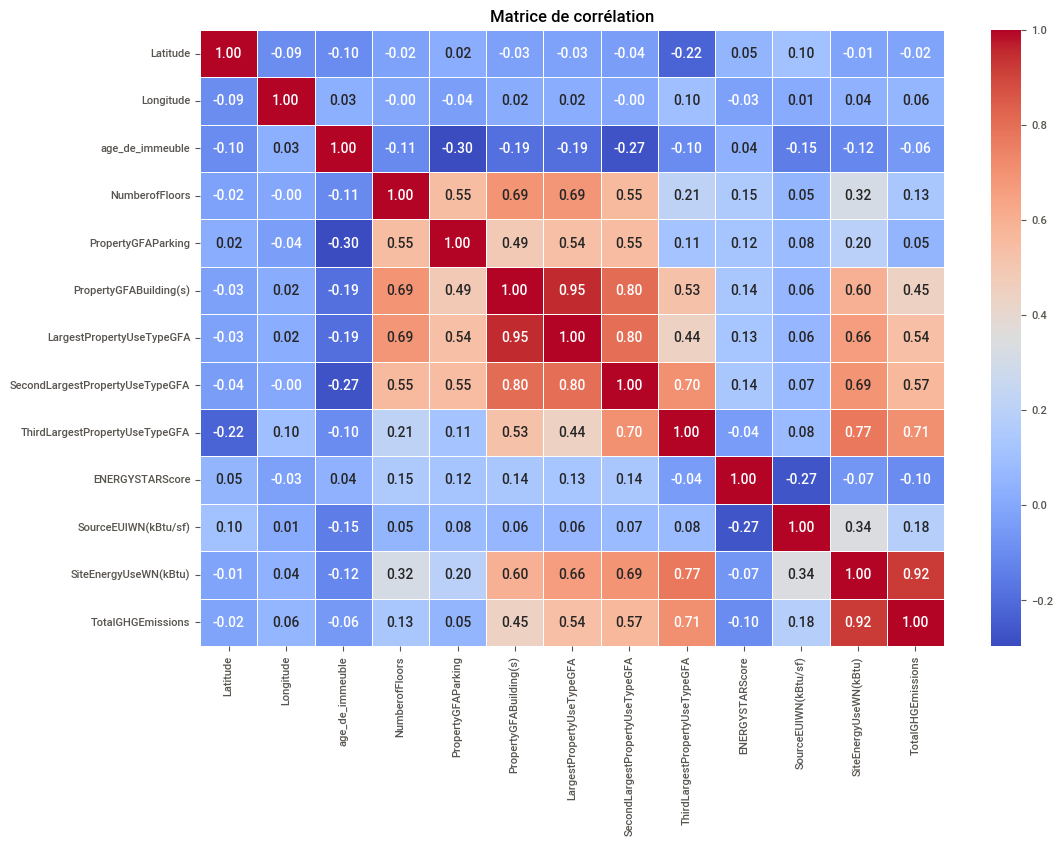 Matrice de corrélation
Latitude 1.00 -0.09 -0.10 -0.02 0.02 -0.03 -0.03 -0.04 -0.22 0.05 0.10 -0.01 -0.02
Longitude -0.09 1.00 0.03 -0.00 -0.04 0.02 0.02 -0.00 0.10 -0.03 0.01 0.04 0.06
age_de_immeuble -0.10 0.03 1.00 -0.11 -0.30 -0.19 -0.19 -0.27 -0.10 0.04 -0.15 -0.12 -0.06
NumberofFloors -0.02 -0.00 -0.11 1.00 0.55 0.69 0.69 0.55 0.21 0.15 0.05 0.32 0.13
PropertyGFAParking 0.02 -0.04 -0.30 0.55 1.00 0.49 0.54 0.55 0.11 0.12 0.08 0.20 0.05
PropertyGFABuilding(s) -0.03 0.02 -0.19 0.69 0.49 1.00 0.95 0.80 0.53 0.14 0.06 0.60 0.45
LargestPropertyUseTypeGFA -0.03 0.02 -0.19 0.69 0.54 0.95 1.00 0.80 0.44 0.13 0.06 0.66 0.54
SecondLargestPropertyUseTypeGFA -0.04 -0.00 -0.27 0.55 0.55 0.80 0.80 1.00 0.70 0.14 0.07 0.69 0.57
ThirdLargestPropertyUseTypeGFA -0.22 0.10 -0.10 0.21 0.11 0.53 0.44 0.70 1.00 -0.04 0.08 0.77 0.71
ENERGYSTARScore 0.05 -0.03 0.04 0.15 0.12 0.14 0.13 0.14 -0.04 1.00 -0.27 -0.07 -0.10
SourceEUIWN(kBtu/sf) 0.10 0.01 -0.15 0.05 0.08 0.06 0.06 0.07 0.08 -0.27 1.00 0.34 0.18
SiteEnergyUseWN(kBtu) -0.01 0.04 -0.12 0.32 0.20 0.60 0.66 0.69 0.77 -0.07 0.34 1.00 0.92
TotalGHGEmissions -0.02 0.06 -0.06 0.13 0.05 0.45 0.54 0.57 0.71 -0.10 0.18 0.92 1.00
Latitude
Longitude
age_de_immeuble
NumberofFloors
PropertyGFAParking
PropertyGFABuilding(s)
LargestPropertyUseTypeGFA
SecondLargestPropertyUseTypeGFA
ThirdLargestPropertyUseTypeGFA
ENERGYSTARScore
SourceEUIWN(kBtu/sf)
SiteEnergyUseWN(kBtu)
TotalGHGEmissions
1.0
0.8
0.6
0.4
0.2
0.0
−0.2